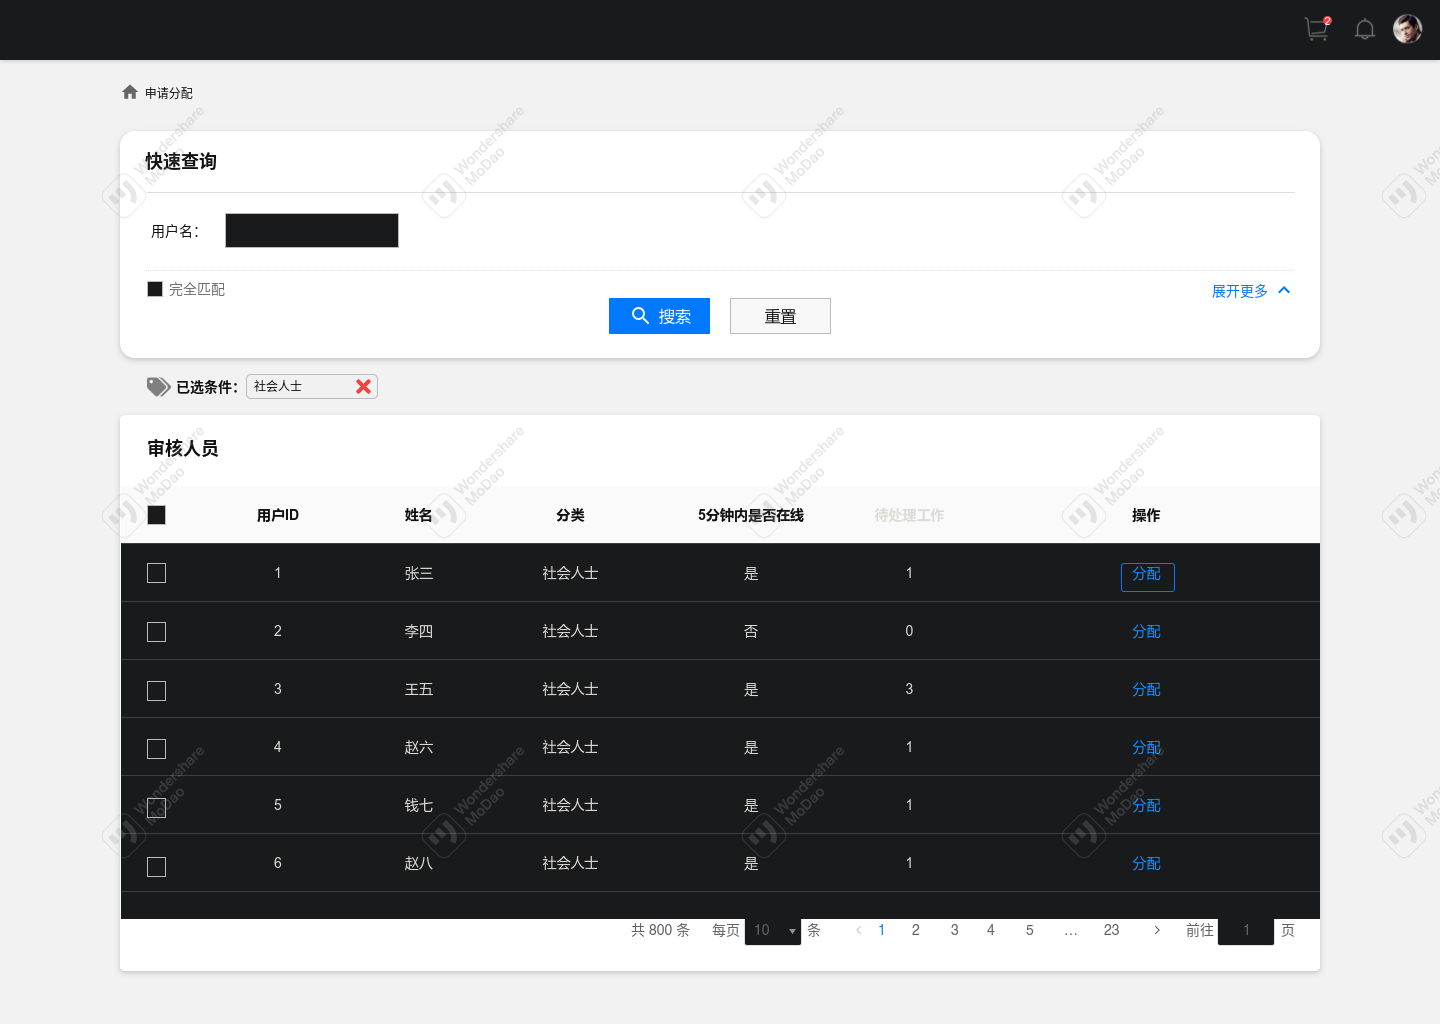 2
申请分配
快速查询
用户名：
完全匹配
展开更多
搜索 重置
已选条件： 社会人士
审核人员
用户ID 姓名 分类 5分钟内是否在线 待处理工作 操作
1 张三 社会人士 是 1 分配
2 李四 社会人士 否 0 分配
3 王五 社会人士 是 3 分配
4 赵六 社会人士 是 1 分配
5 钱七 社会人士 是 1 分配
6 赵八 社会人士 是 1 分配
共 800 条 每页 10 条 1 2 3 4 5 … 23 前往 1 页
Wondershare
MoDao